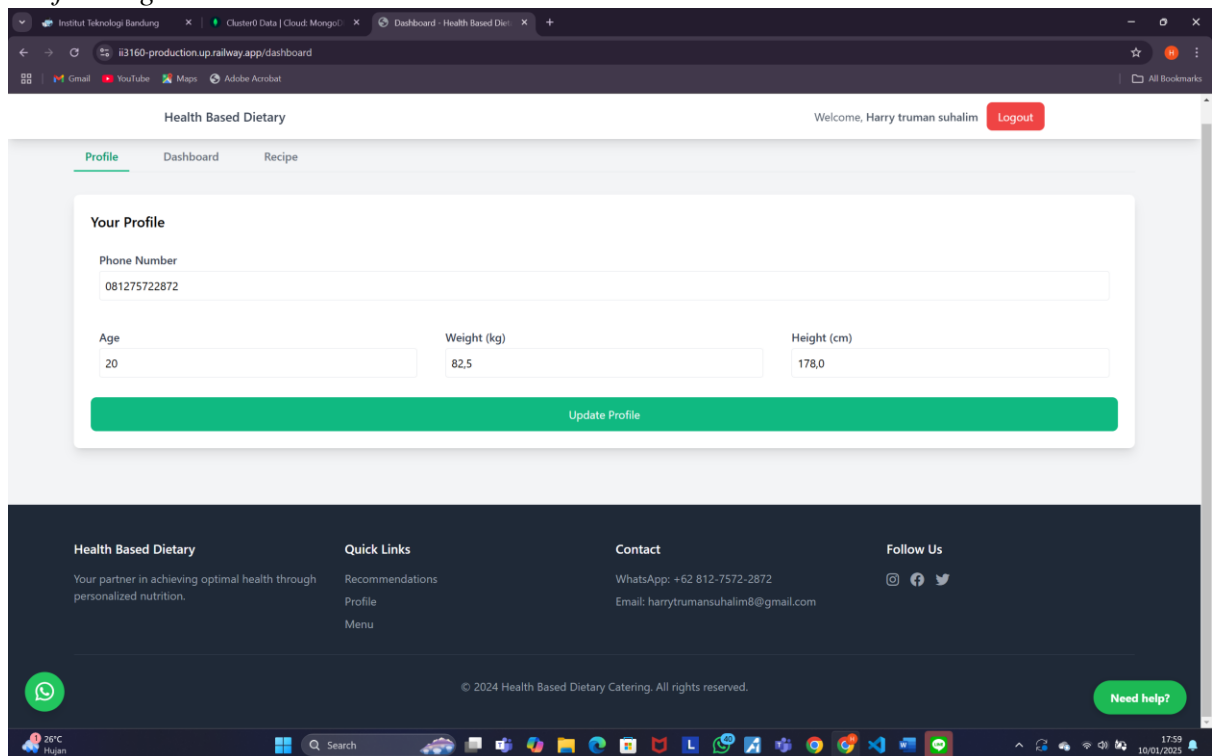 Institut Teknologi Bandung
Cluster0 Data | Cloud: MongoD
Dashboard - Health Based Diet
ii3160-production.up.railway.app/dashboard
H
Gmail
YouTube
Maps
Adobe Acrobat
All Bookmarks
Health Based Dietary
Welcome, Harry truman suhalim
Logout
Profile
Dashboard
Recipe
Your Profile
Phone Number
081275722872
Age
Weight (kg)
Height (cm)
20
82,5
178,0
Update Profile
Health Based Dietary
Quick Links
Contact
Follow Us
Your partner in achieving optimal health through
personalized nutrition.
Recommendations
Profile
Menu
WhatsApp: +62 812-7572-2872
Email: harrytrumansuhalim8@gmail.com
© 2024 Health Based Dietary Catering. All rights reserved.
Need help?
1
26°C
Hujan
Search
L
17:59
10/01/2025